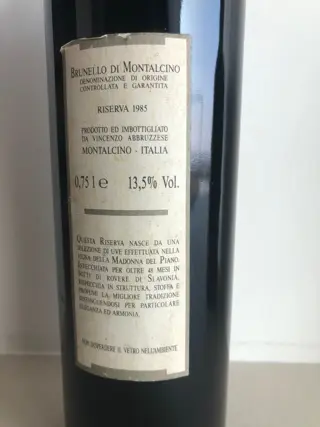 BRUNELLO DI MONTALCINO
DENOMINAZIONE DI ORIGINE
CONTROLLATA E GARANTITA
RISERVA 1985
PRODOTTO ED IMBOTTIGLIATO
DA VINCENZO ABBRUZZESE
MONTALCINO - ITALIA
0,75 l e 13,5% Vol.
QUESTA RISERVA NASCE DA UNA
SELEZIONE DI UVE EFFETTUATA NELLA
VIGNA DELLA MADONNA DEL PIANO.
INVECCHIATA PER OLTRE 48 MESI IN
BOTTI DI ROVERE DI SLAVONIA,
RISPECCHIA IN STRUTTURA, STOFFA E
PROFUMI LA MIGLIORE TRADIZIONE
DISTINGUENDOSI PER PARTICOLARE
ELEGANZA ED ARMONIA.
NON DISPERDERE IL VETRO NELL'AMBIENTE